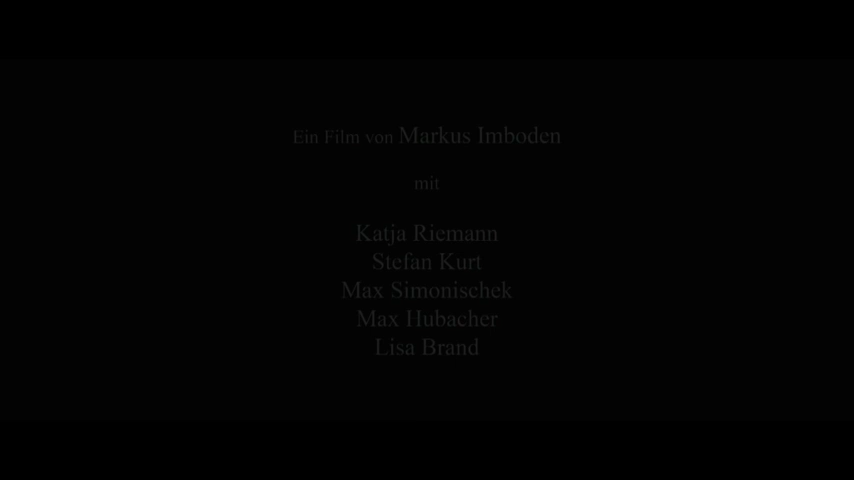 Ein Film von Markus Imboden
mit
Katja Riemann
Stefan Kurt
Max Simonischek
Max Hubacher
Lisa Brand